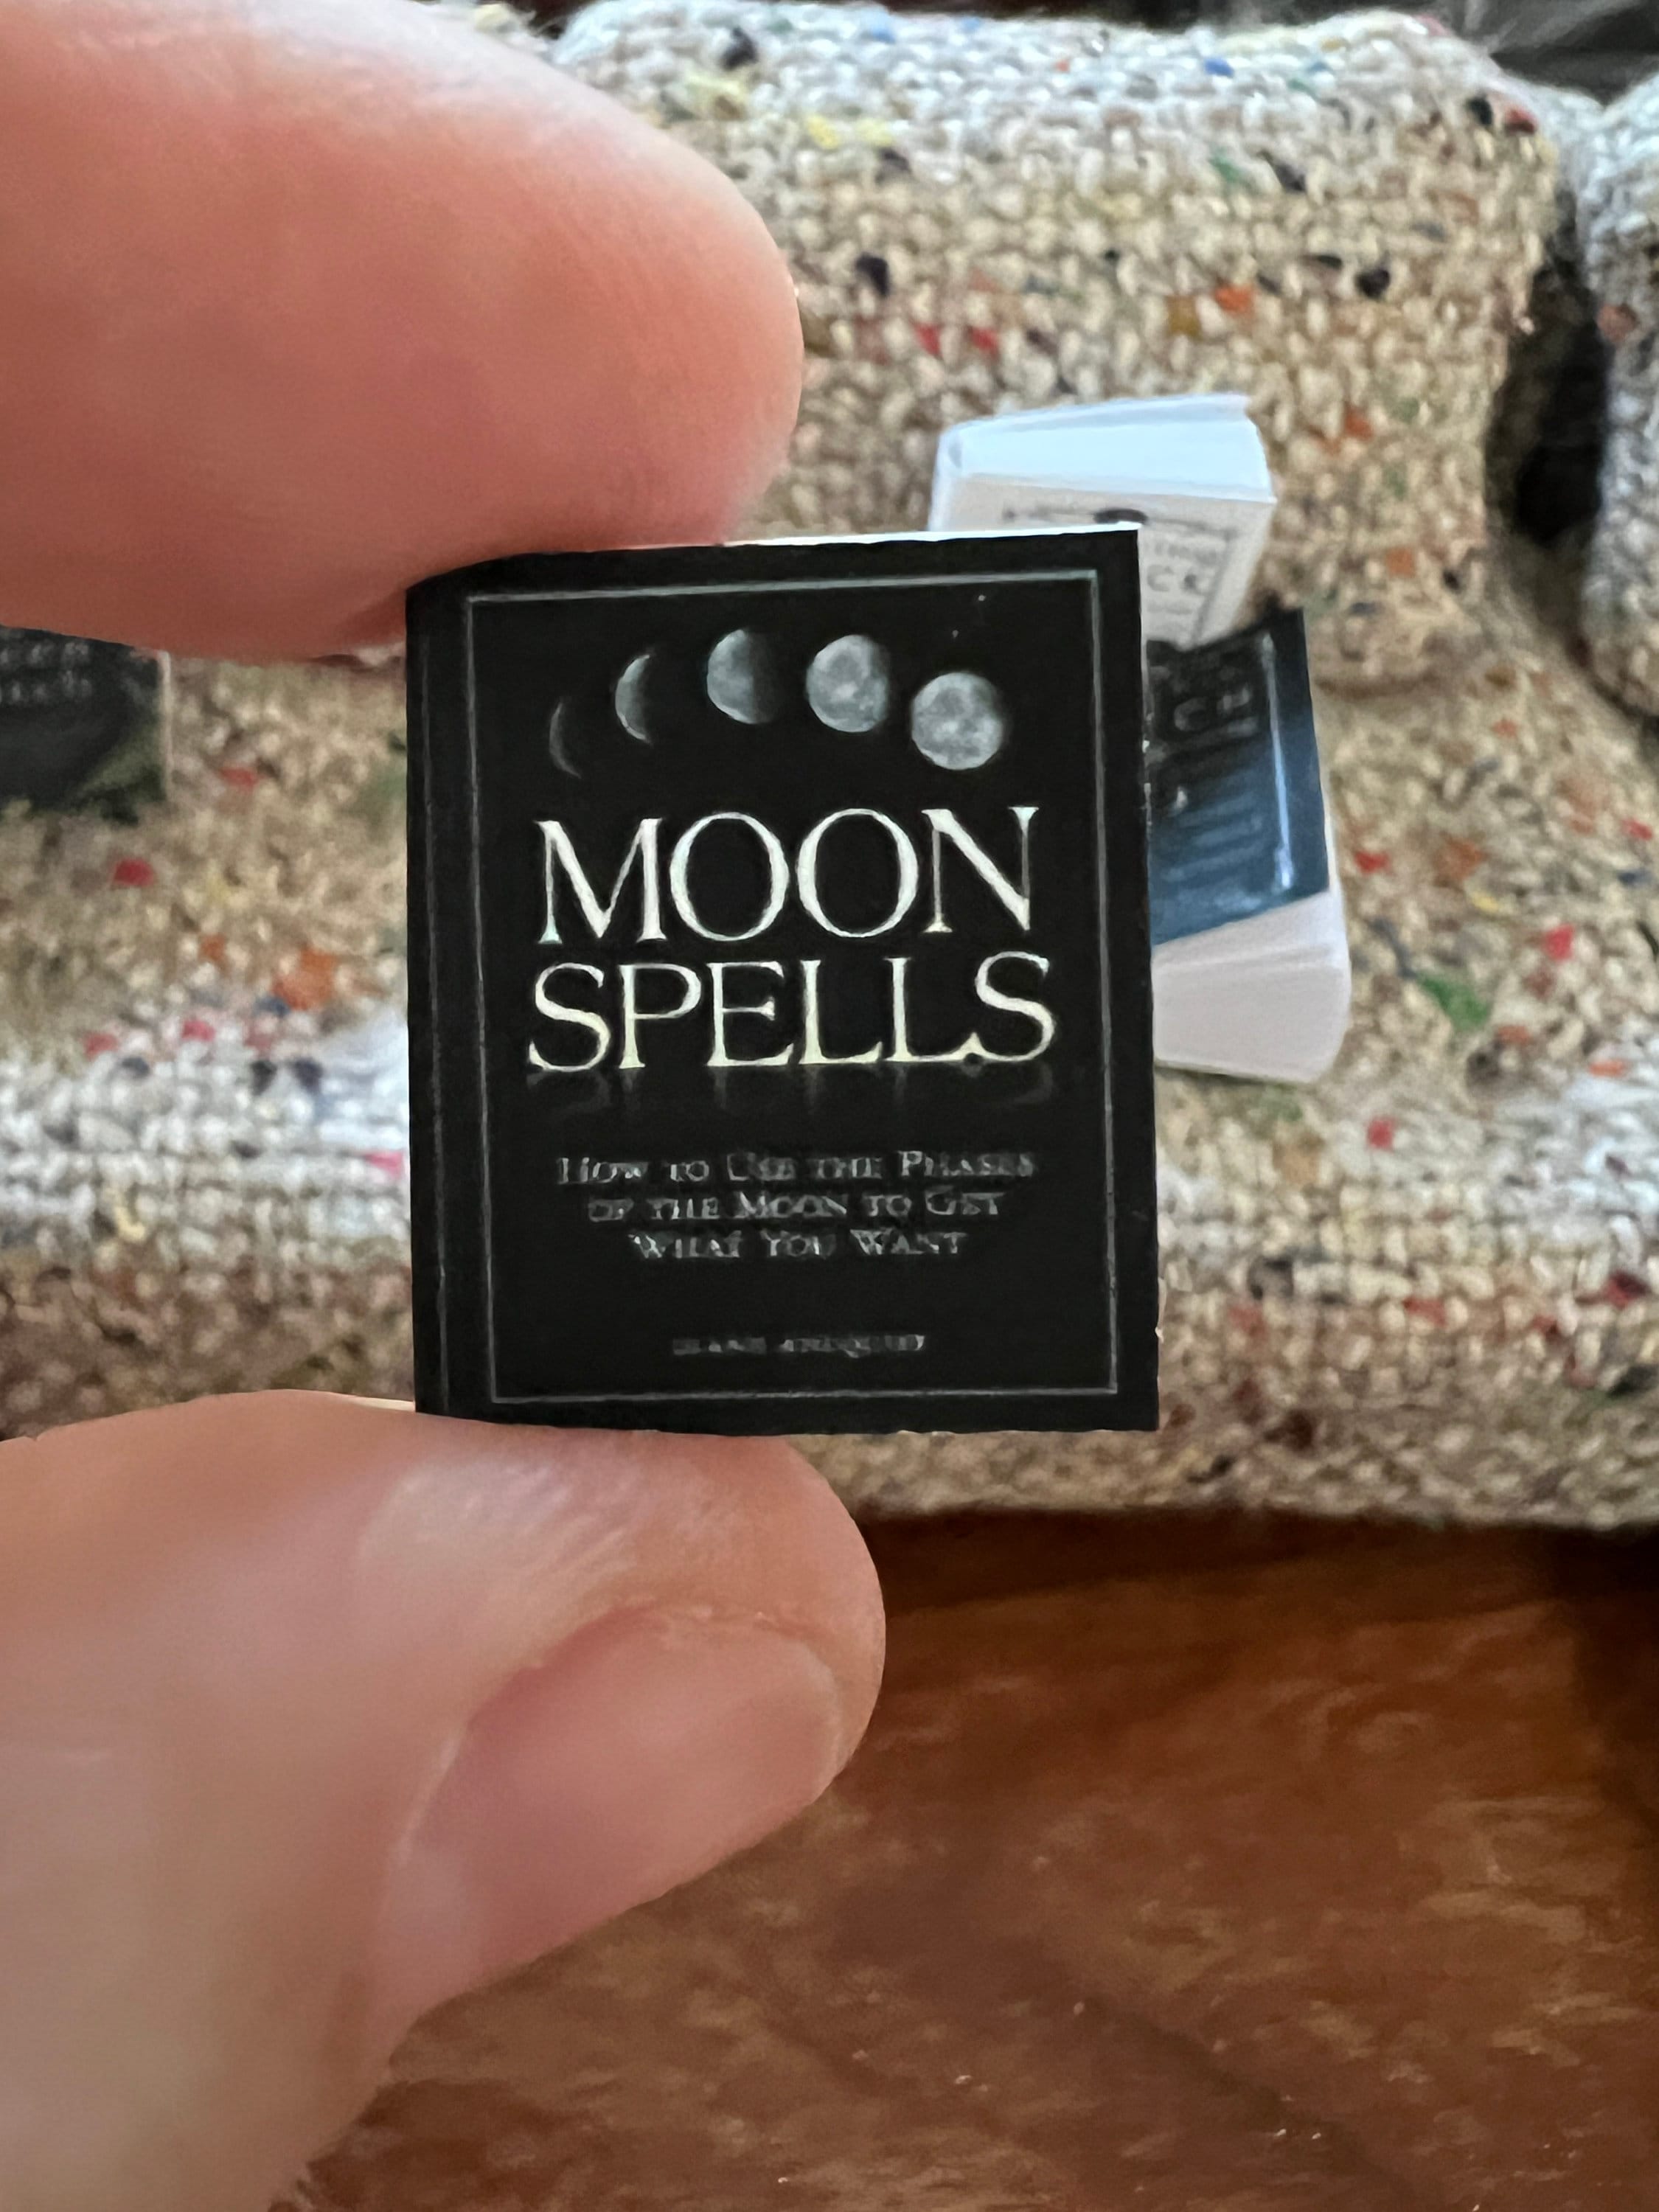 MOON
SPELLS
HOW TO USE THE PHASES
OF THE MOON TO GET
WHAT YOU WANT